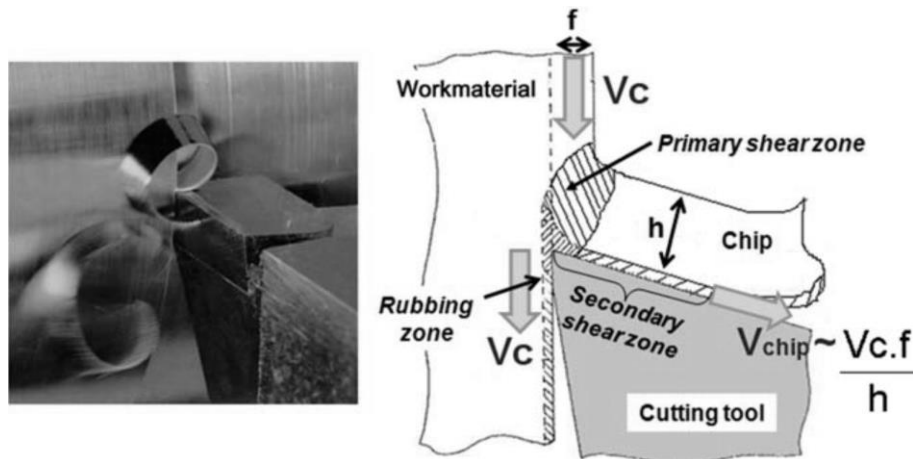 f
Workmaterial
Vc
Primary shear zone
h
Chip
Rubbing
zone
Vc
Secondary
shear zone
Vchip ~ Vc.f
h
Cutting tool